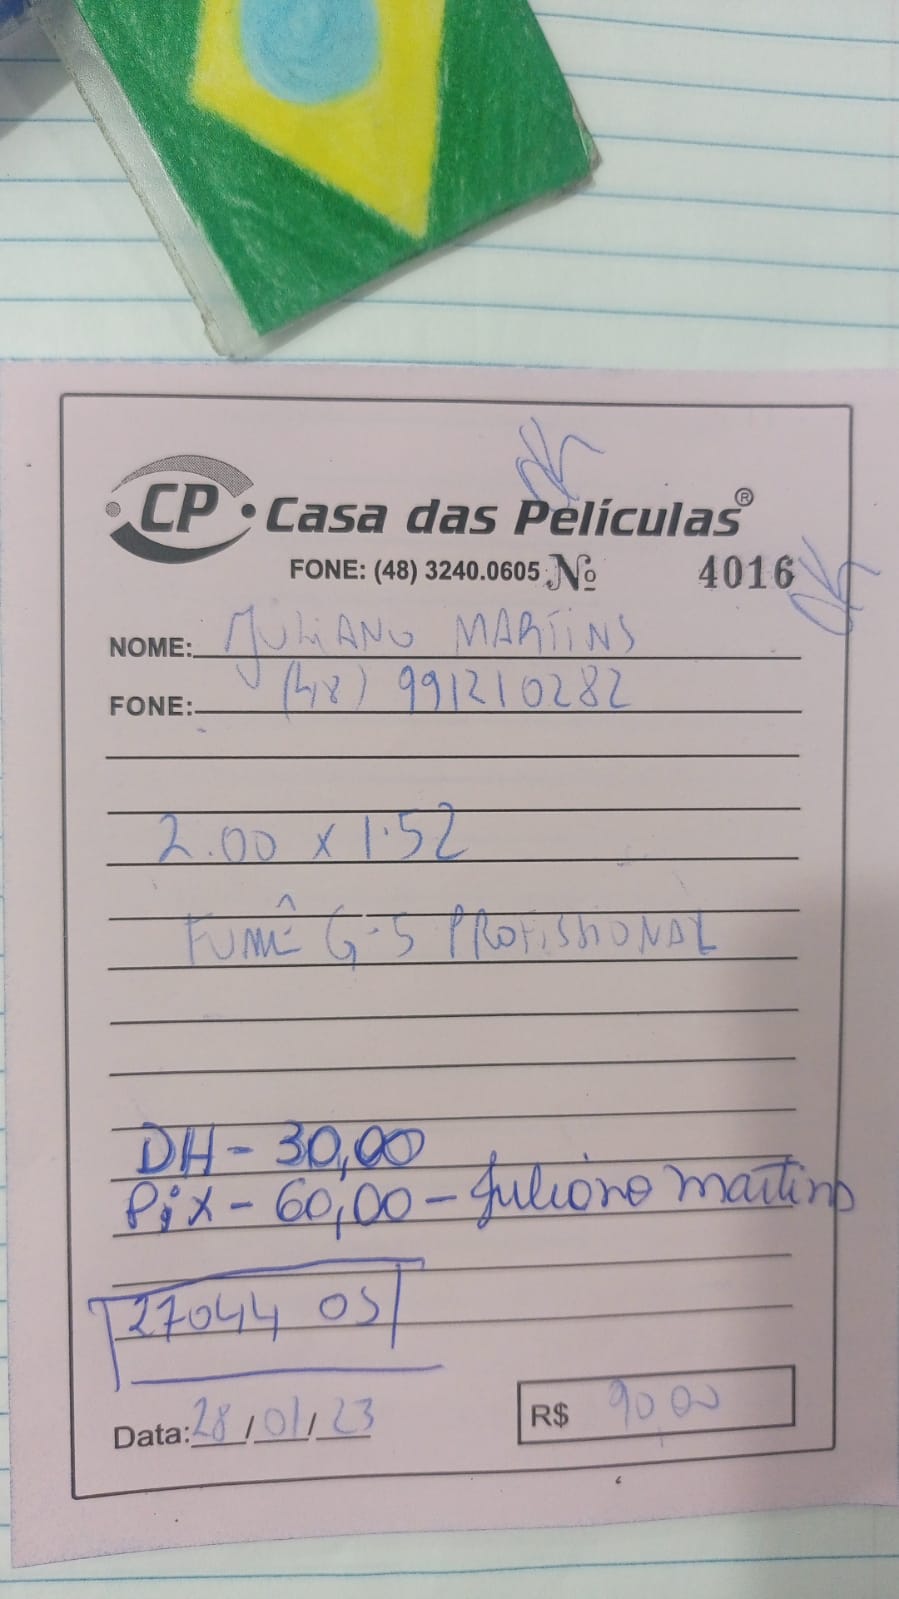 OK
CP
Casa das Películas®
FONE: (48) 3240.0605 Nº 4016
OK
NOME: JULIANO MARTINS
FONE: (48) 991210282
2.00 x 1.52
FUMÊ G-5 PROFISSIONAL
DH - 30,00
Pix - 60,00 - Juliano Martins
27044 OS
Data: 28/01/23
R$ 90,00